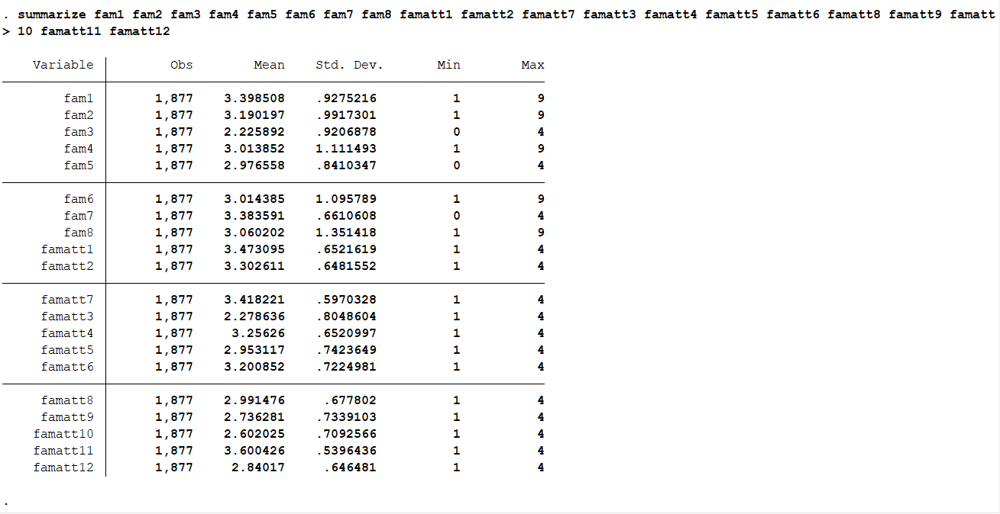 . summarize fam1 fam2 fam3 fam4 fam5 fam6 fam7 fam8 famatt1 famatt2 famatt7 famatt3 famatt4 famatt5 famatt6 famatt8 famatt9 famatt
> 10 famatt11 famatt12
Variable | Obs Mean Std. Dev. Min Max
fam1 | 1,877 3.398508 .9275216 1 9
fam2 | 1,877 3.190197 .9917301 1 9
fam3 | 1,877 2.225892 .9206878 0 4
fam4 | 1,877 3.013852 1.111493 1 9
fam5 | 1,877 2.976558 .8410347 0 4
fam6 | 1,877 3.014385 1.095789 1 9
fam7 | 1,877 3.383591 .6610608 0 4
fam8 | 1,877 3.060202 1.351418 1 9
famatt1 | 1,877 3.473095 .6521619 1 4
famatt2 | 1,877 3.302611 .6481552 1 4
famatt7 | 1,877 3.418221 .5970328 1 4
famatt3 | 1,877 2.278636 .8048604 1 4
famatt4 | 1,877 3.25626 .6520997 1 4
famatt5 | 1,877 2.953117 .7423649 1 4
famatt6 | 1,877 3.200852 .7224981 1 4
famatt8 | 1,877 2.991476 .677802 1 4
famatt9 | 1,877 2.736281 .7339103 1 4
famatt10 | 1,877 2.602025 .7092566 1 4
famatt11 | 1,877 3.600426 .5396436 1 4
famatt12 | 1,877 2.84017 .646481 1 4
.